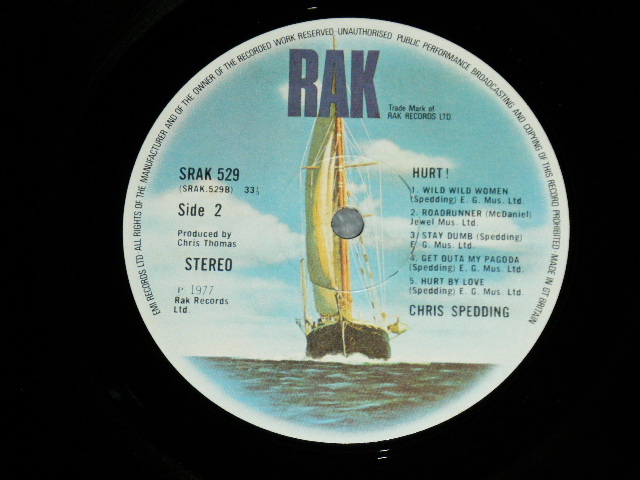 EMI RECORDS LTD· ALL RIGHTS OF THE MANUFACTURER AND OF THE OWNER OF THE RECORDED WORK RESERVED UNAUTHORISED PUBLIC PERFORMANCE BROADCASTING AND COPYING OF THIS RECORD PROHIBITED MADE IN GT BRITAIN
RAK
Trade Mark of
RAK RECORDS LTD.
SRAK 529
(SRAK.529B) 33⅓
Side 2
Produced by
Chris Thomas
STEREO
P 1977
Rak Records
Ltd.
HURT!
1. WILD WILD WOMEN
(Spedding) E. G. Mus. Ltd.
2. ROADRUNNER (McDaniel)
Jewel Mus. Ltd.
3/ STAY DUMB (Spedding)
E. G. Mus. Ltd.
4. GET OUTA MY PAGODA
(Spedding) E. G. Mus. Ltd.
5. HURT BY LOVE
(Spedding) E. G. Mus. Ltd.
CHRIS SPEDDING